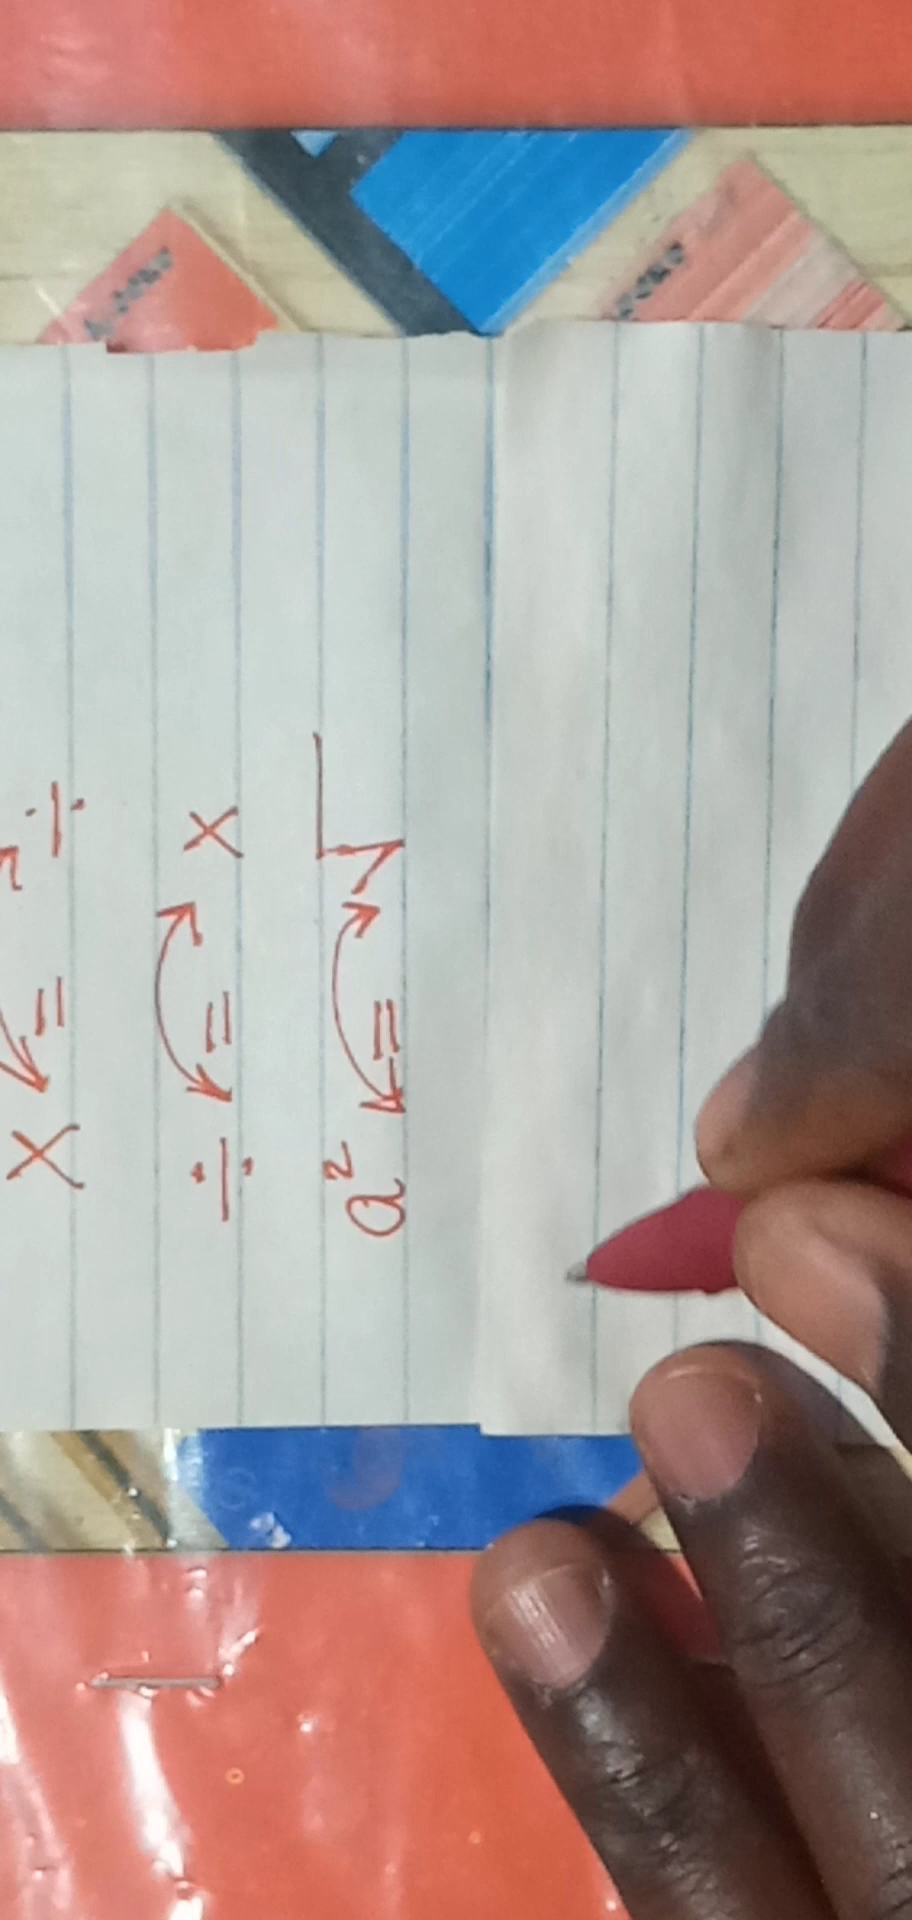 × = ÷
÷ = ×
a² = √